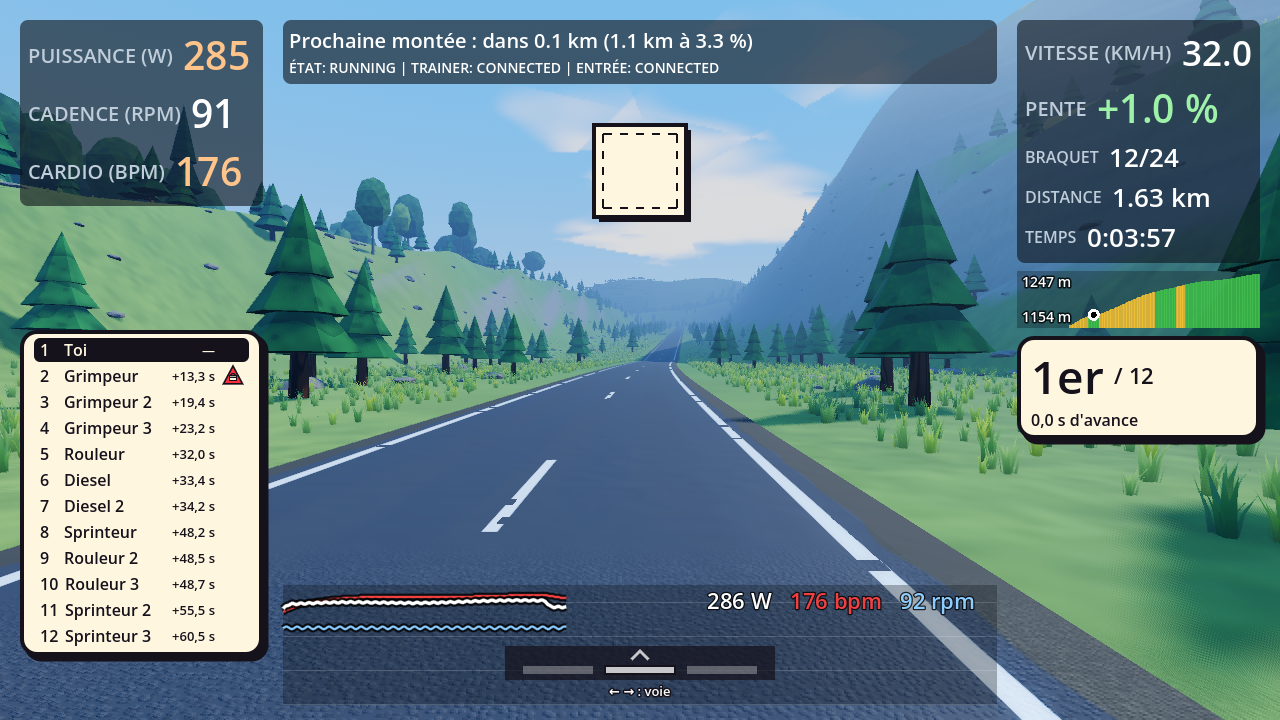 PUISSANCE (W) 285
CADENCE (RPM) 91
CARDIO (BPM) 176
Prochaine montée : dans 0.1 km (1.1 km à 3.3 %)
ÉTAT: RUNNING | TRAINER: CONNECTED | ENTRÉE: CONNECTED
VITESSE (KM/H) 32.0
PENTE +1.0 %
BRAQUET 12/24
DISTANCE 1.63 km
TEMPS 0:03:57
1247 m
1154 m
1er / 12
0,0 s d'avance
1 Toi —
2 Grimpeur +13,3 s
3 Grimpeur 2 +19,4 s
4 Grimpeur 3 +23,2 s
5 Rouleur +32,0 s
6 Diesel +33,4 s
7 Diesel 2 +34,2 s
8 Sprinteur +48,2 s
9 Rouleur 2 +48,5 s
10 Rouleur 3 +48,7 s
11 Sprinteur 2 +55,5 s
12 Sprinteur 3 +60,5 s
286 W 176 bpm 92 rpm
← → : voie